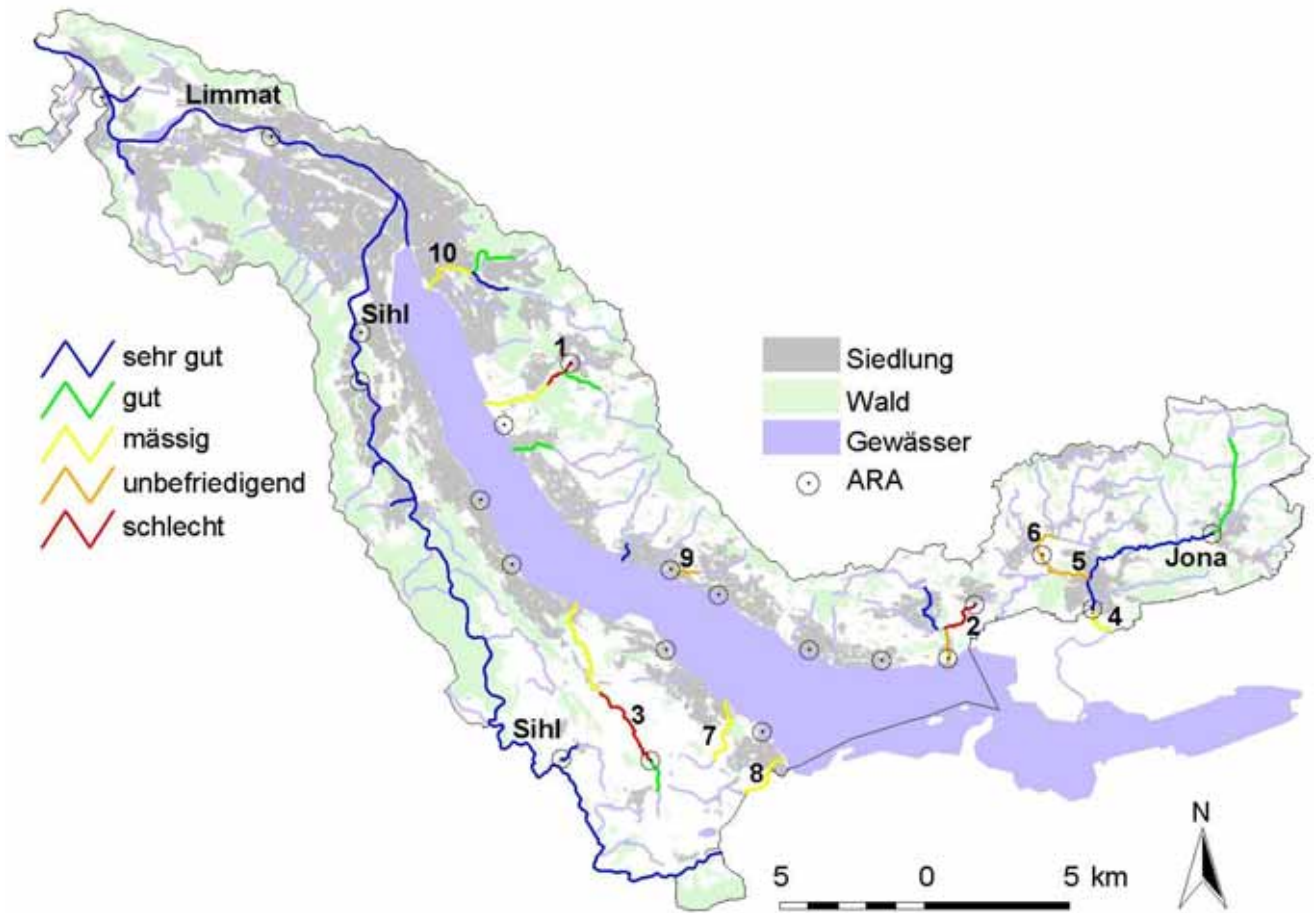 Limmat
10
Sihl
1
sehr gut
gut
mässig
unbefriedigend
schlecht
Siedlung
Wald
Gewässer
ARA
6
5
Jona
9
2
4
3
Sihl
7
8
N
5 0 5 km